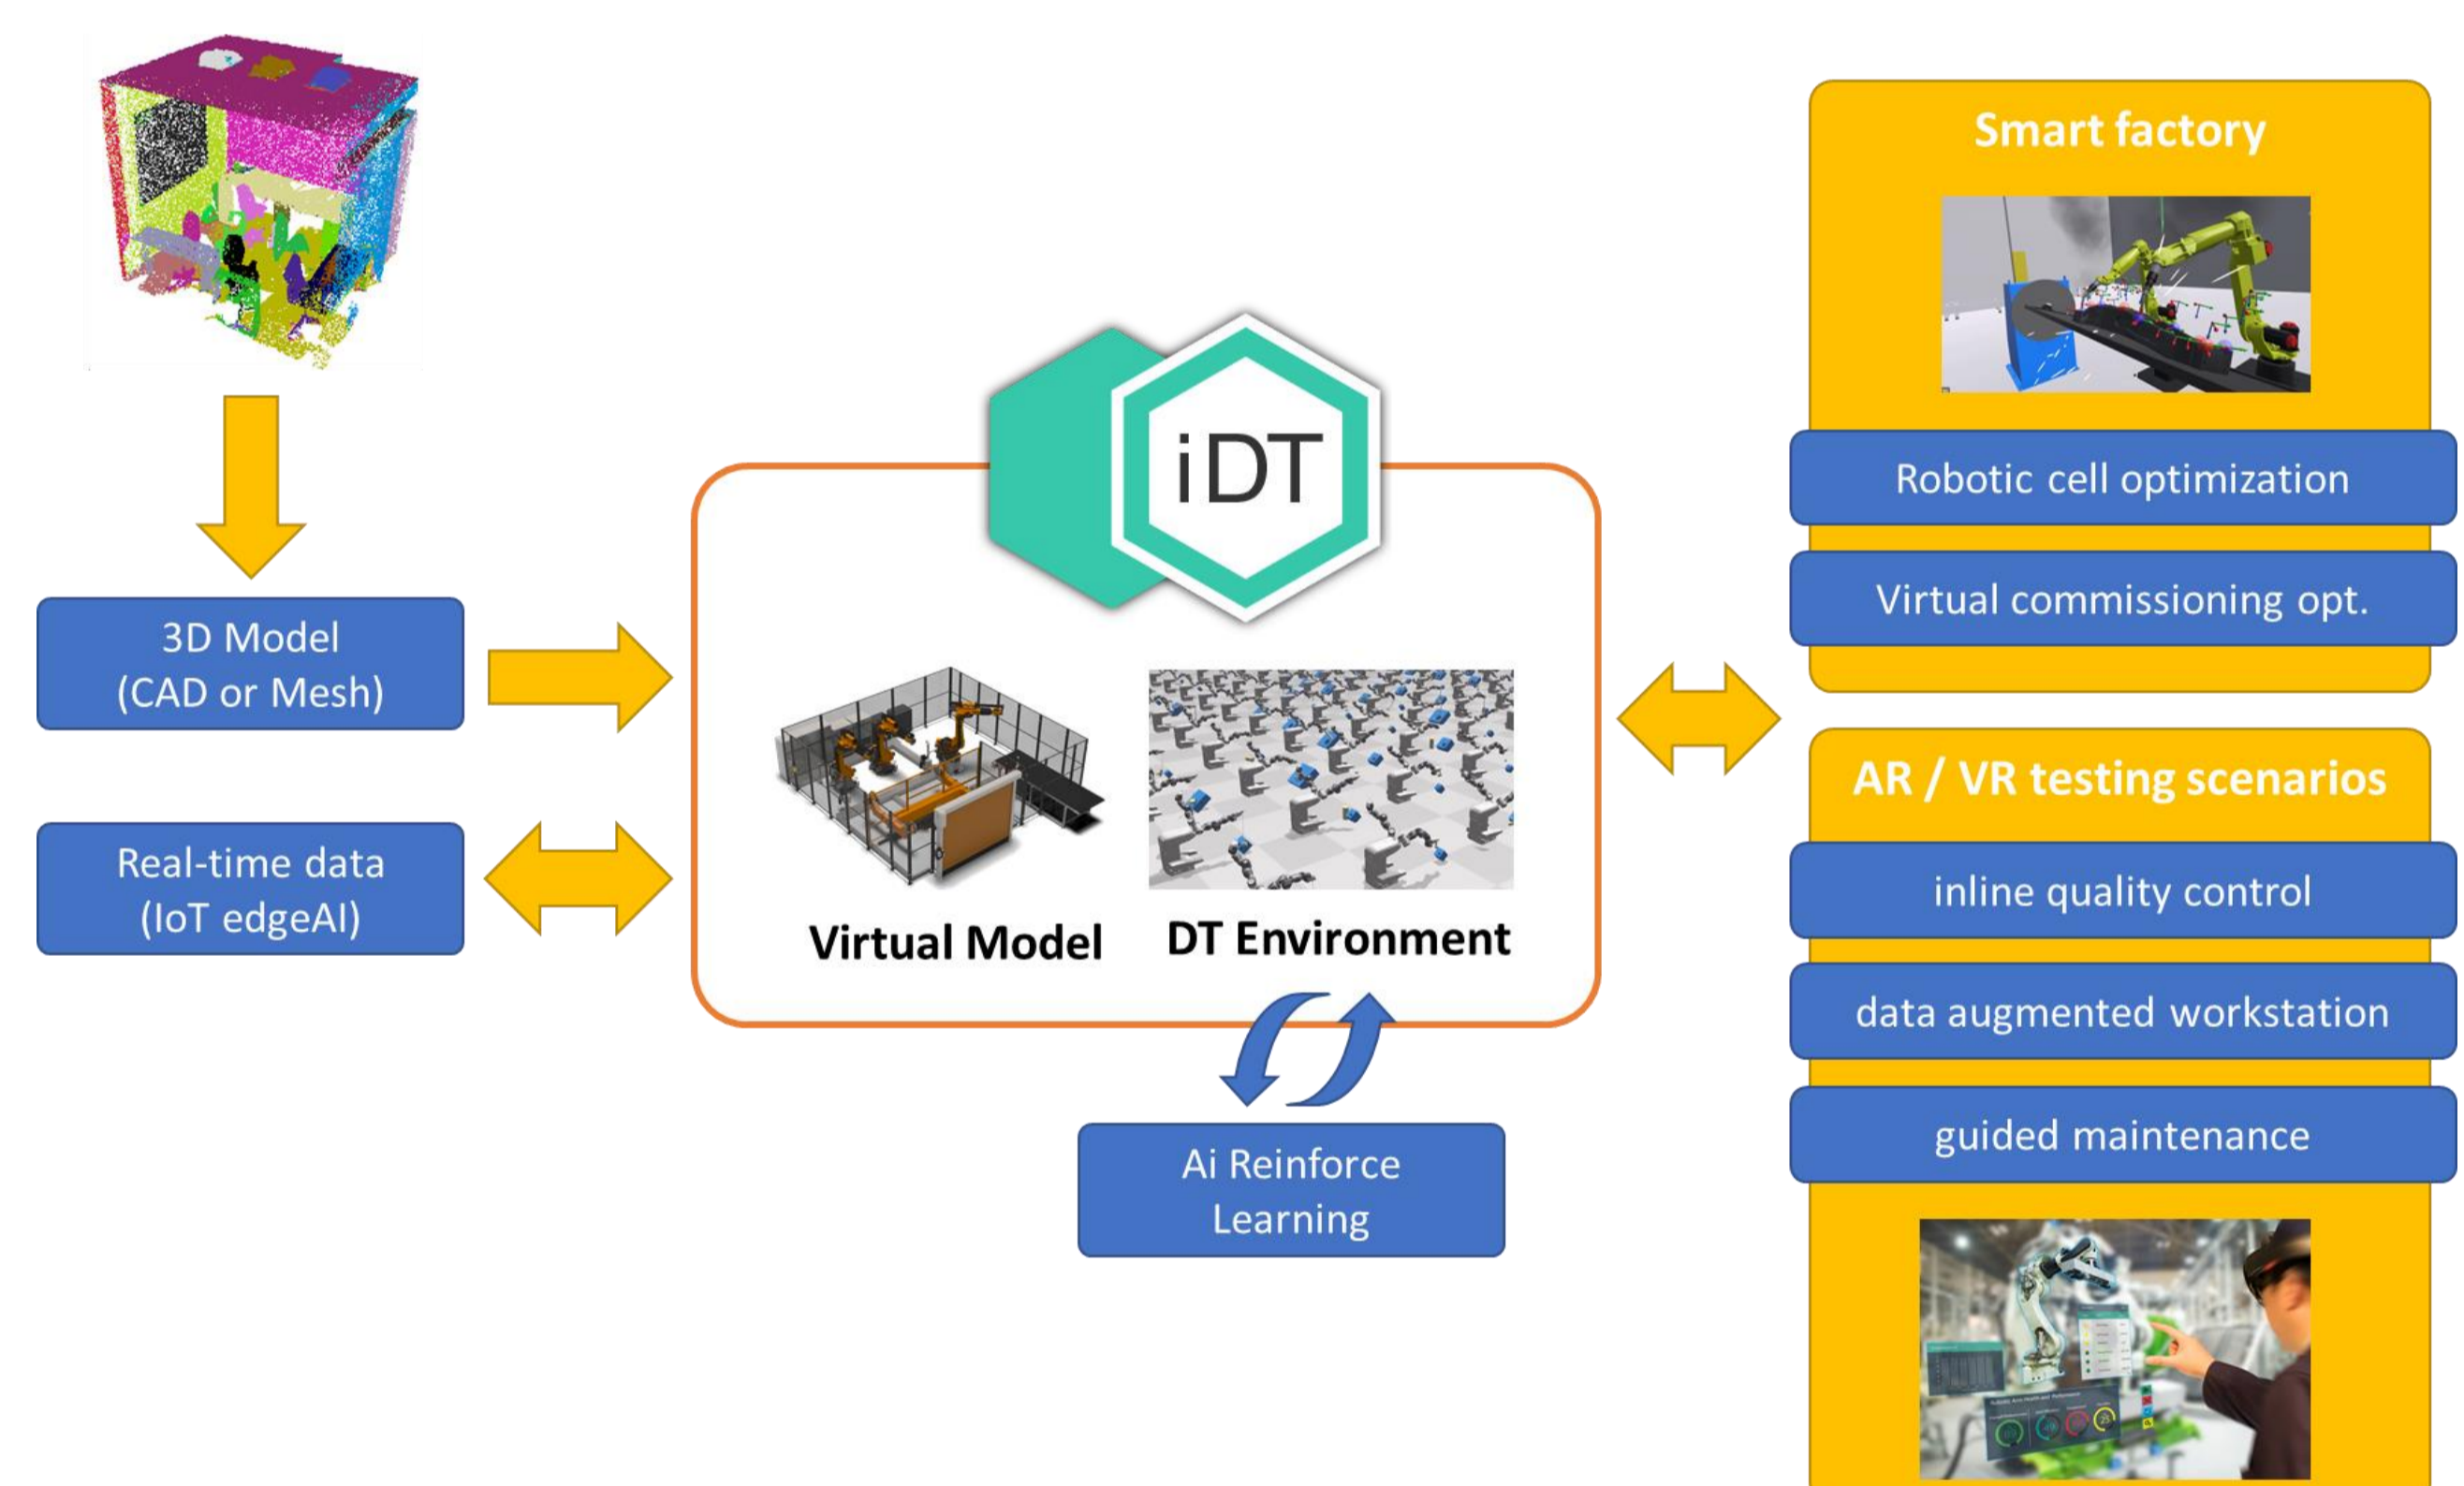 3D Model
(CAD or Mesh)
Real-time data
(IoT edgeAI)
iDT
Virtual Model
DT Environment
Ai Reinforce
Learning
Smart factory
Robotic cell optimization
Virtual commissioning opt.
AR / VR testing scenarios
inline quality control
data augmented workstation
guided maintenance